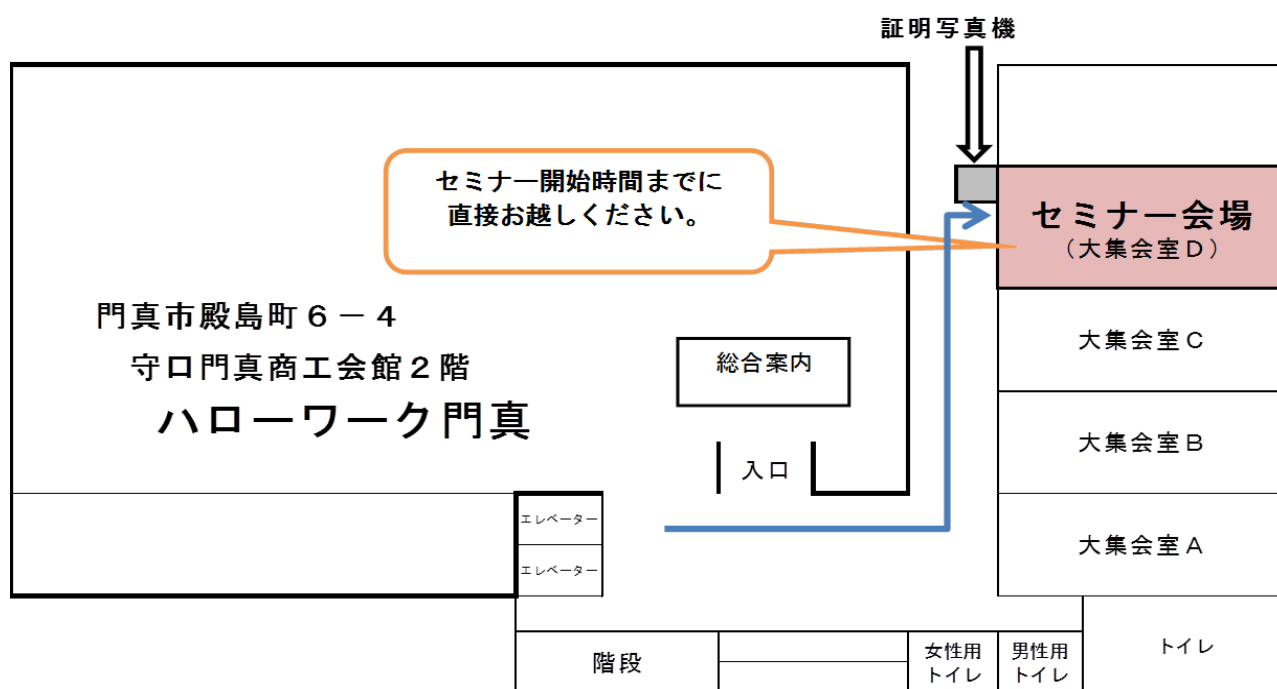 証明写真機
セミナー開始時間までに
直接お越しください。
セミナー会場
（大集会室Ｄ）
門真市殿島町６－４
守口門真商工会館２階
ハローワーク門真
総合案内
大集会室Ｃ
入口
大集会室Ｂ
エレベーター
エレベーター
大集会室Ａ
階段
女性用
トイレ
男性用
トイレ
トイレ